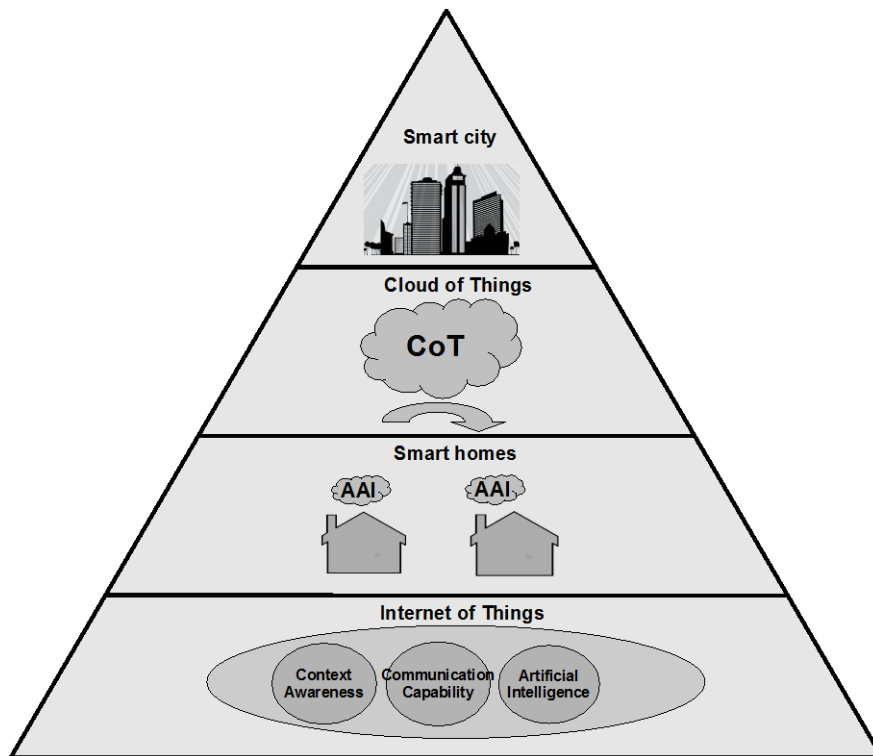 Smart city
Cloud of Things
CoT
Smart homes
AAI AAI
Internet of Things
Context Awareness
Communication Capability
Artificial Intelligence